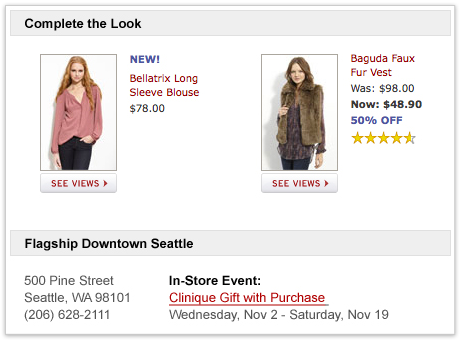 Complete the Look
NEW!
Bellatrix Long
Sleeve Blouse
$78.00
SEE VIEWS
Baguda Faux
Fur Vest
Was: $98.00
Now: $48.90
50% OFF
SEE VIEWS
Flagship Downtown Seattle
500 Pine Street
Seattle, WA 98101
(206) 628-2111
In-Store Event:
Clinique Gift with Purchase
Wednesday, Nov 2 - Saturday, Nov 19